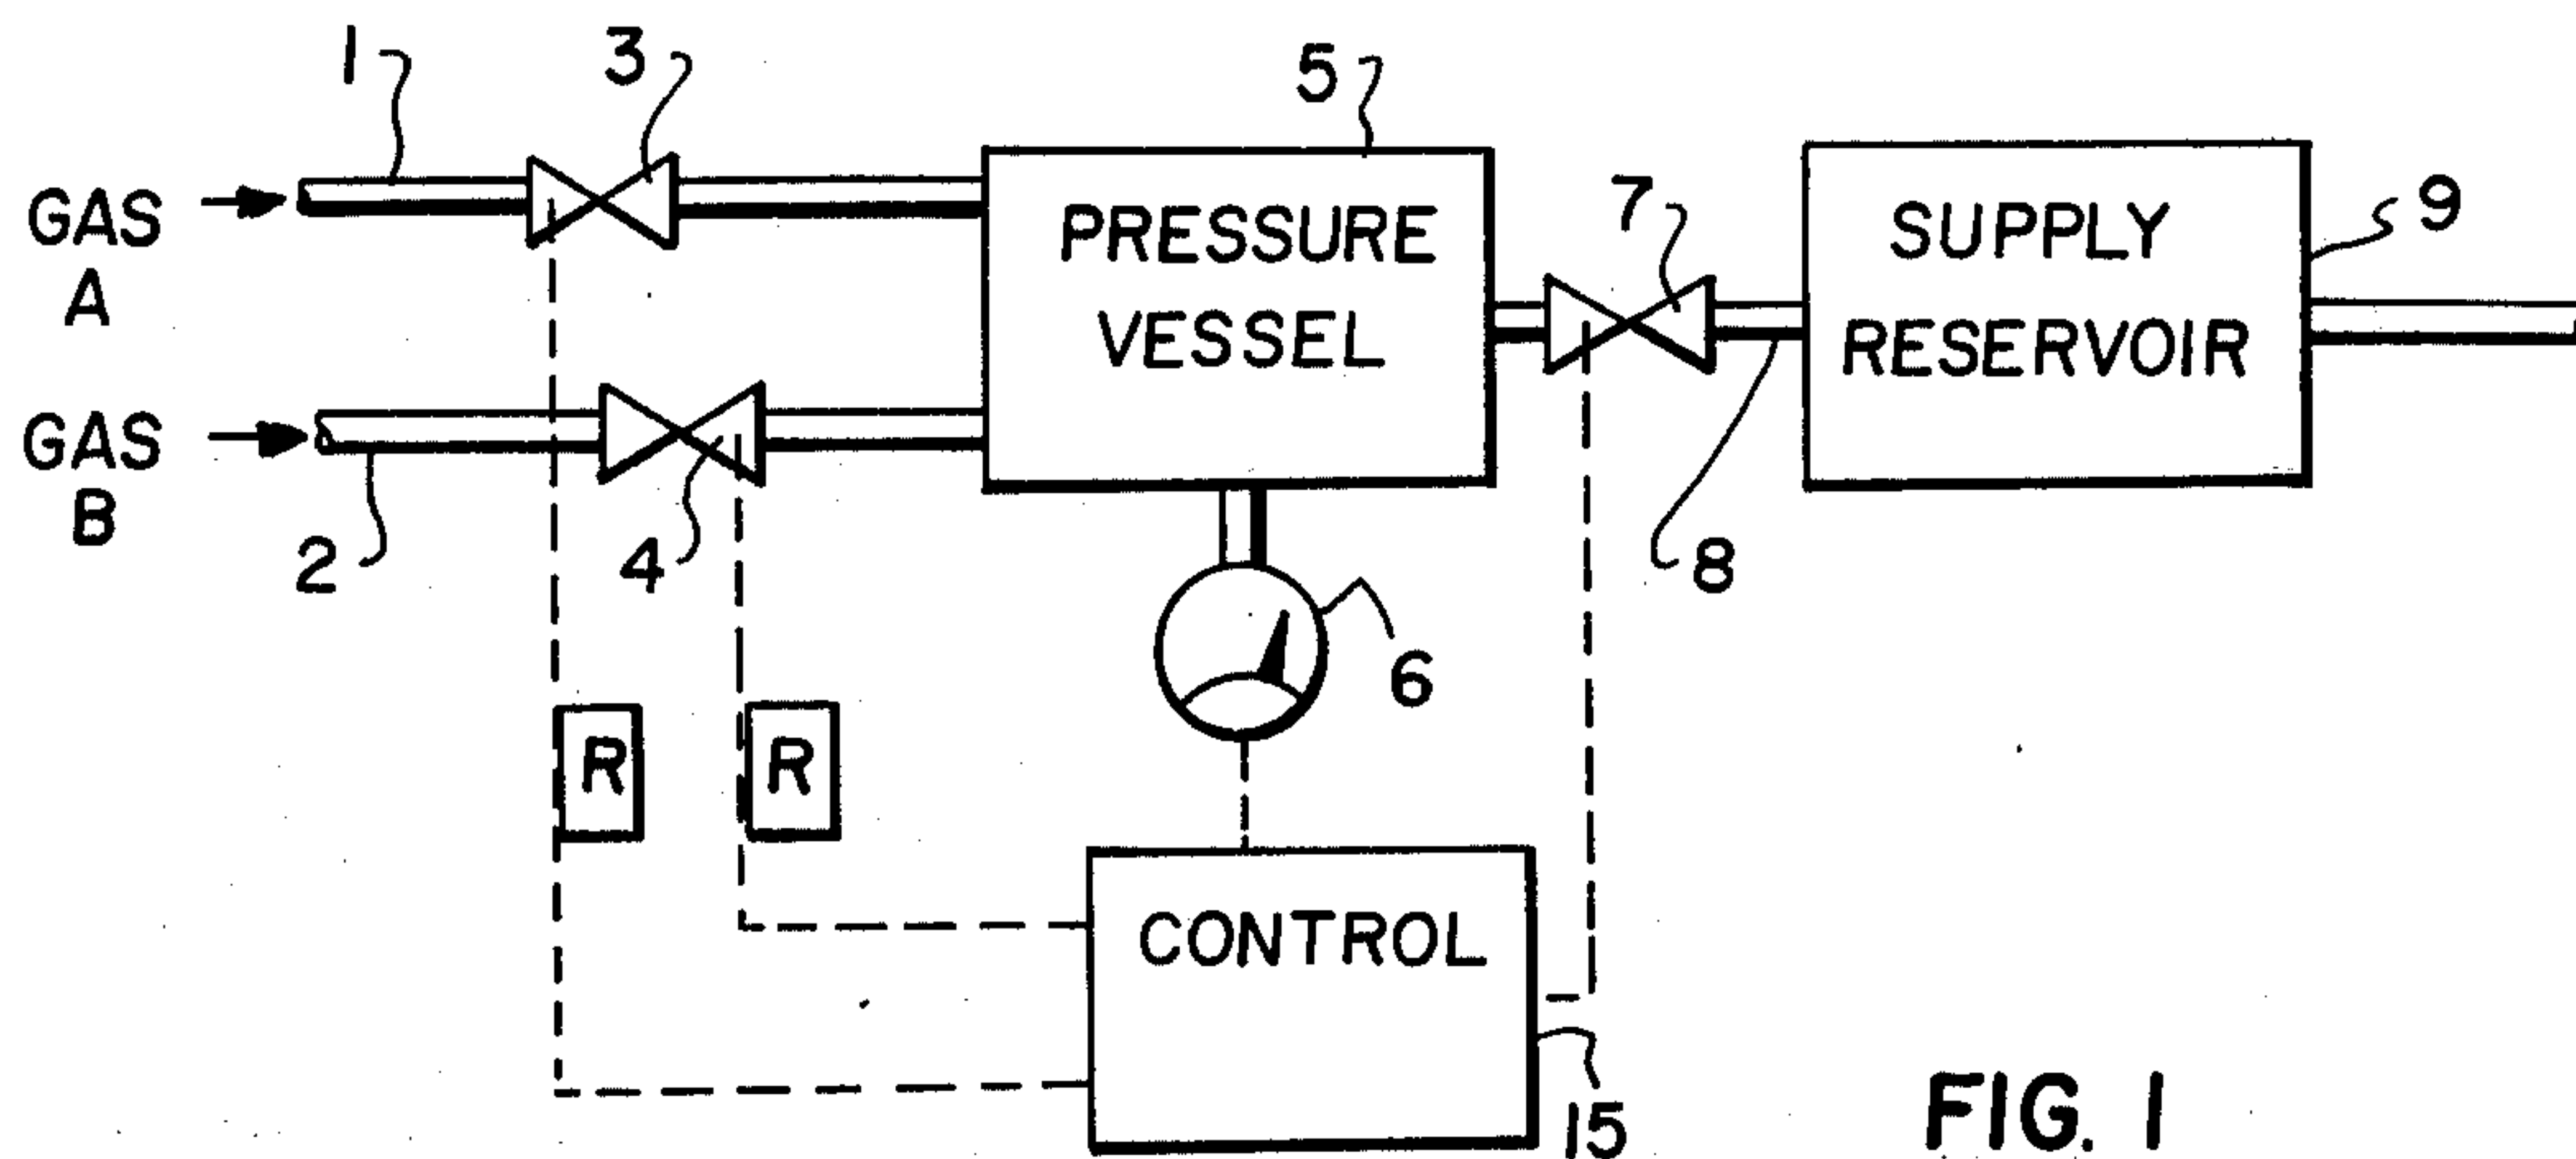 1
3
5
GAS
A
PRESSURE
VESSEL
7
SUPPLY
RESERVOIR
9
GAS
B
2
4
8
6
R
R
CONTROL
15
FIG. 1